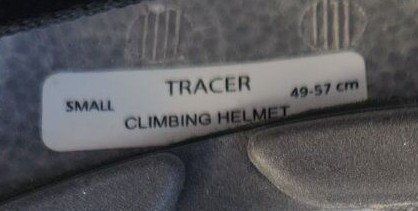 TRACER
SMALL 49-57 cm
CLIMBING HELMET